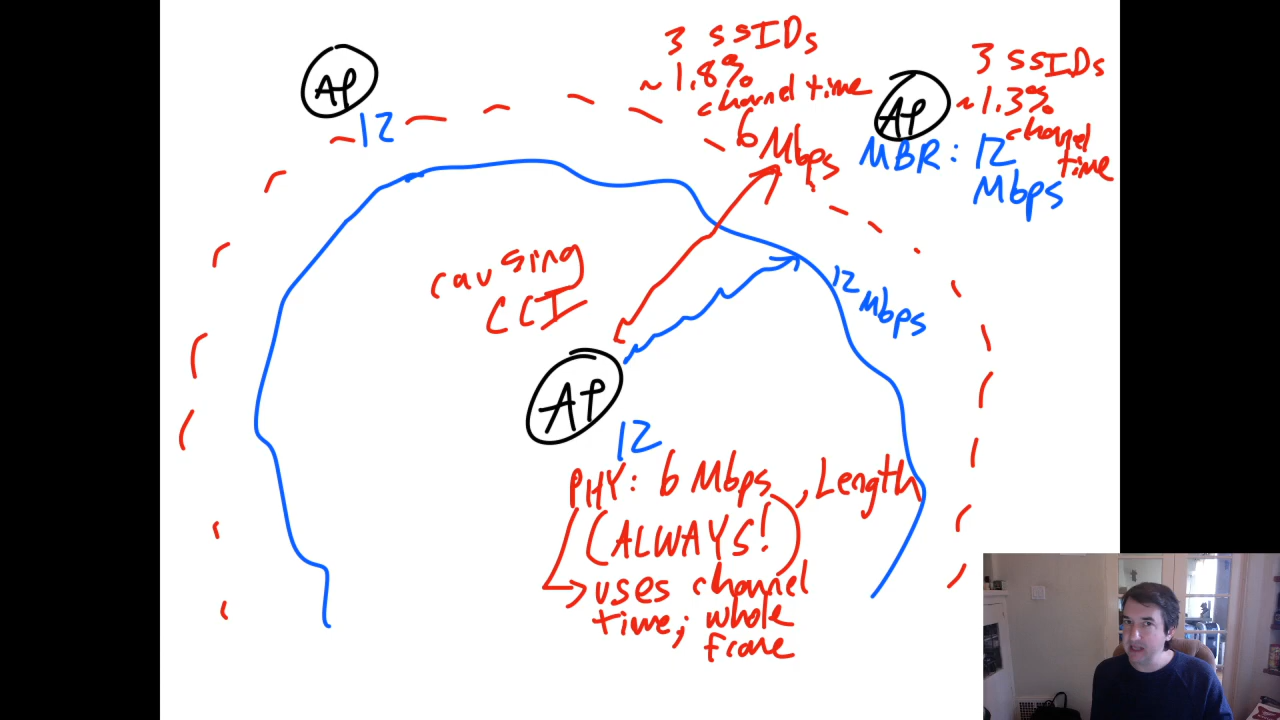 AP
12
3 SSIDs
~1.8%
channel time
6 Mbps
AP
3 SSIDs
~1.3%
channel
time
MBR: 12
Mbps
causing
CCI
12 Mbps
AP
12
PHY: 6 Mbps, Length
(ALWAYS!)
uses channel
time; whole
frame